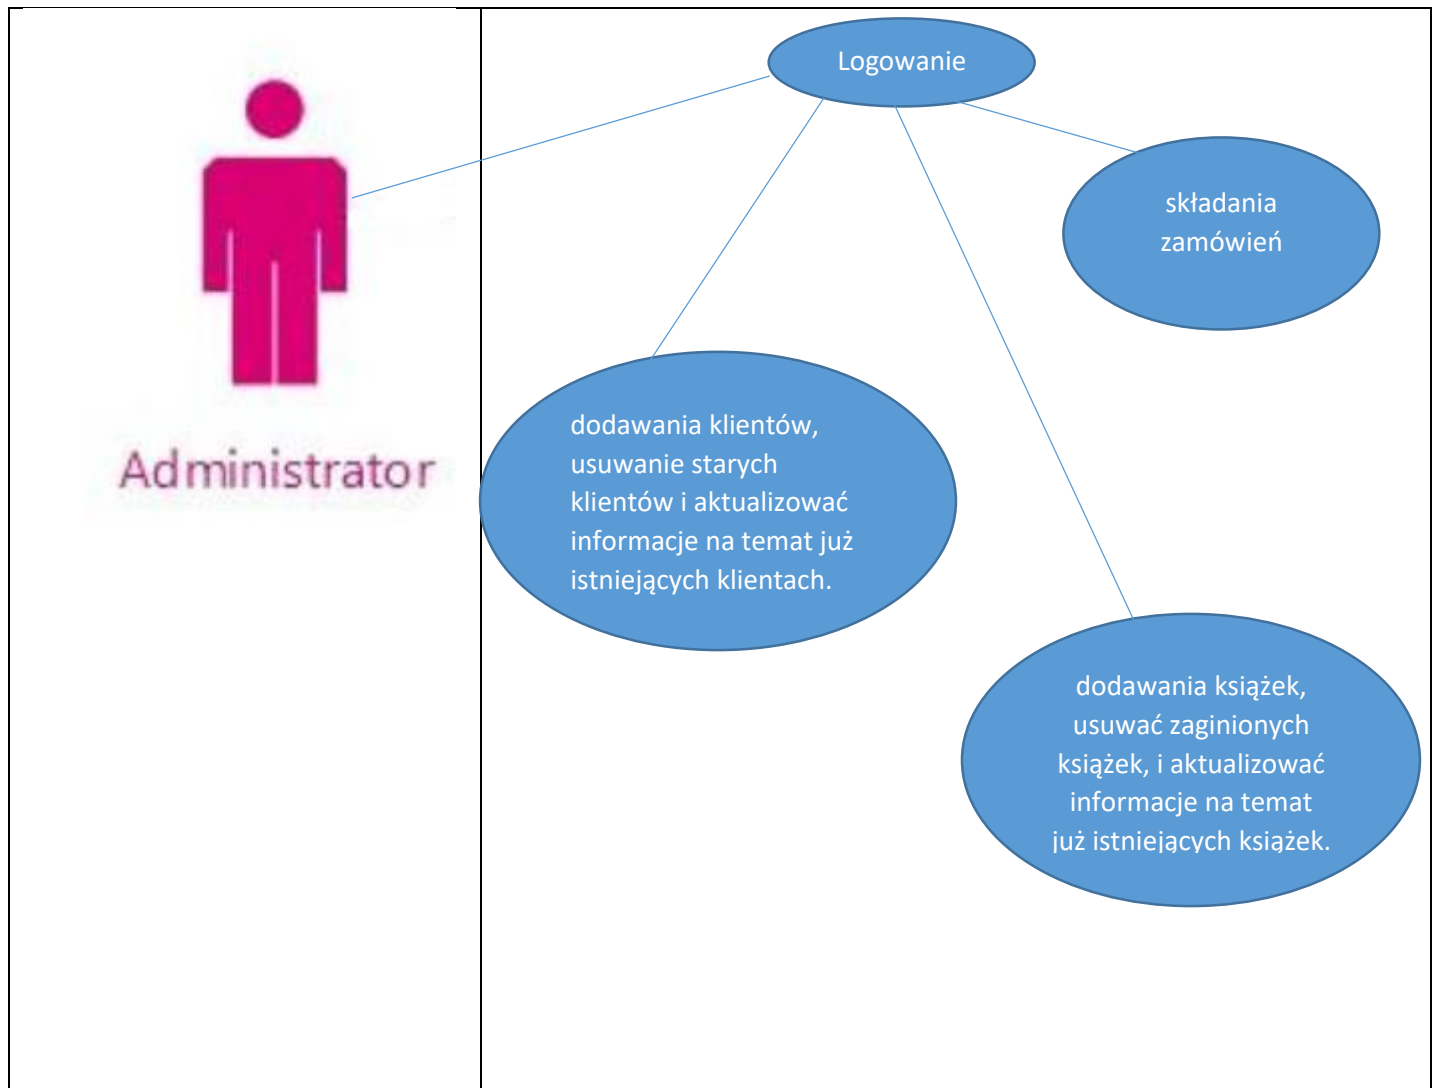 Logowanie
składania
zamówień
dodawania klientów,
usuwanie starych
klientów i aktualizować
informacje na temat już
istniejących klientach.
Administrator
dodawania książek,
usuwać zaginionych
książek, i aktualizować
informacje na temat
już istniejących książek.